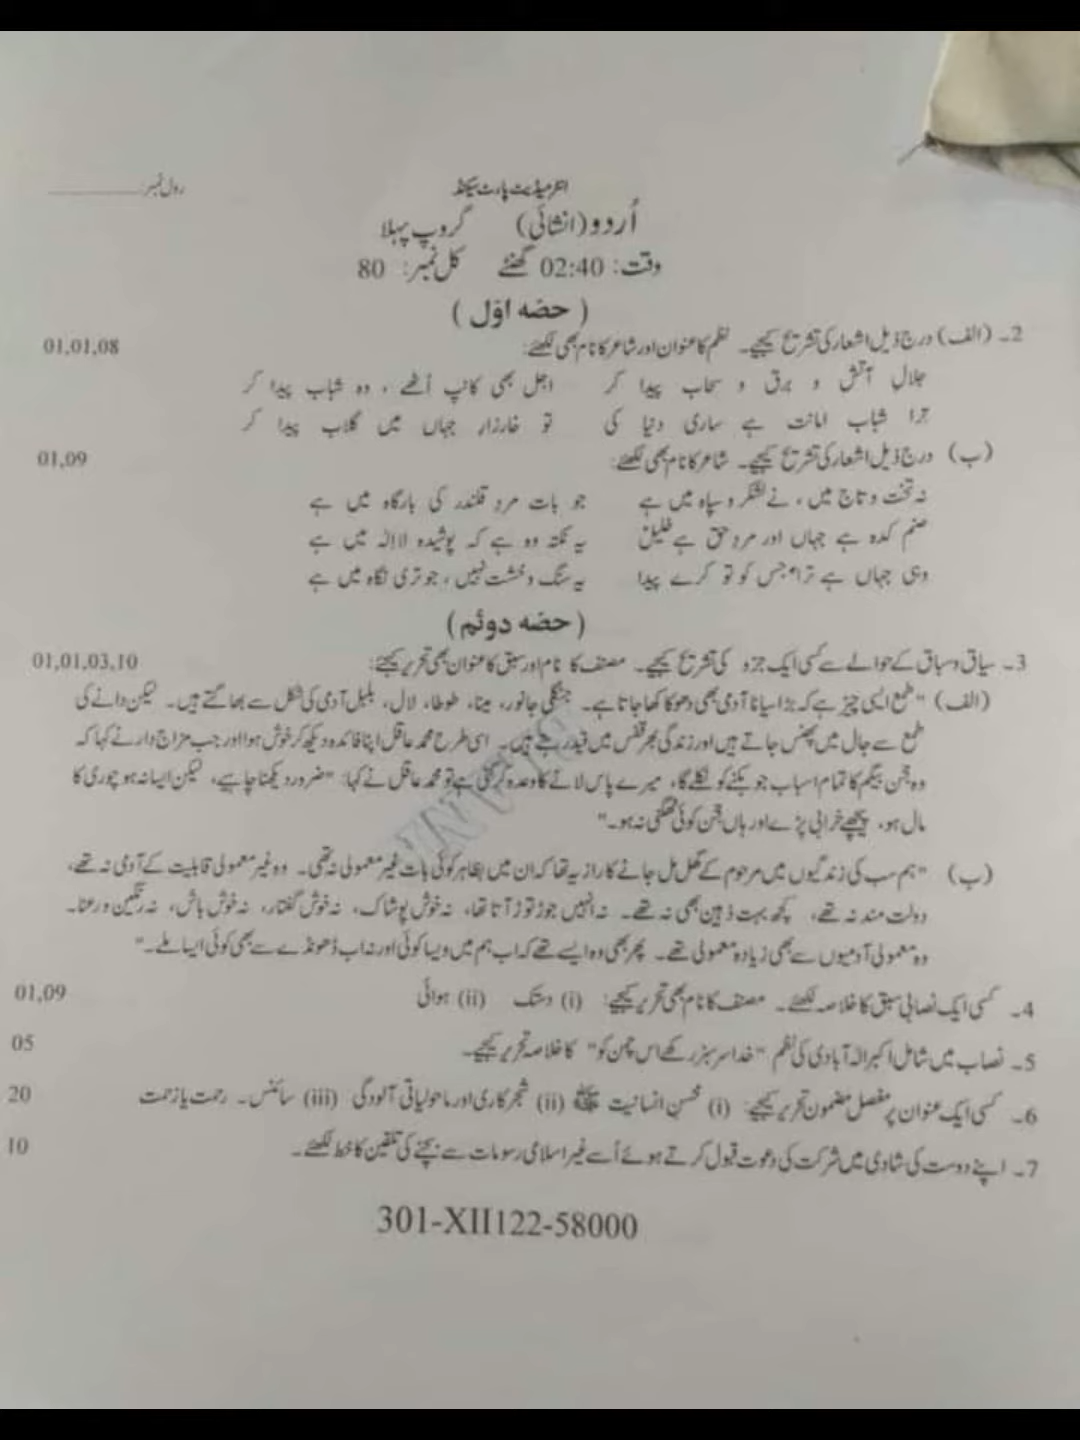 انٹرمیڈیٹ پارٹ سیکنڈ رول نمبر:
اُردو (انشائی) گروپ پہلا
وقت: 02:40 گھنٹے کل نمبر: 80
(حصّہ اوّل)
2۔ (الف) درج ذیل اشعار کی تشریح کیجیے۔ نظم کا عنوان اور شاعر کا نام بھی لکھئے: 01,01,08
جلالِ آتش و برق و سحاب پیدا کر اجل بھی کانپ اُٹھے ، وہ شباب پیدا کر
ترا شباب امانت ہے ساری دنیا کی تو خارزارِ جہاں میں گلاب پیدا کر
(ب) درج ذیل اشعار کی تشریح کیجیے۔ شاعر کا نام بھی لکھئے: 01,09
نہ تخت و تاج میں ، نے لشکر و سپاہ میں ہے جو بات مردِ قلندر کی بارگاہ میں ہے
صنم کدہ ہے جہاں اور مردِ حق ہے خلیلؑ یہ نکتہ وہ ہے کہ پوشیدہ لا اِلٰہ میں ہے
وہی جہاں ہے ترا، جس کو تو کرے پیدا یہ سنگ و خشت نہیں ، جو تری نگاہ میں ہے
(حصّہ دوئم)
3۔ سیاق و سباق کے حوالے سے کسی ایک جزو کی تشریح کیجیے۔ مصنف کا نام اور سبق کا عنوان بھی تحریر کیجئے: 01,01,03,10
(الف) "طمع ایسی چیز ہے کہ بڑا سیانا آدمی بھی دھوکا کھا جاتا ہے۔ جنگلی جانور، مینا، طوطا، لال، بلبل آدمی کی شکل سے بھاگتے ہیں۔ لیکن دانے کی
طمع سے جال میں پھنس جاتے ہیں اور زندگی بھر قفس میں قید رہتے ہیں۔ اسی طرح محمد عاقل اپنا فائدہ دیکھ کر خوش ہوا اور جب مزاج دار نے کہا کہ
وہ حجن بیگم کا تمام اسباب جو بکنے کو نکلے گا، میرے پاس لانے کا وعدہ کر گئی ہے تو محمد عاقل نے کہا: "ضرور دیکھنا چاہیے، لیکن ایسا نہ ہو چوری کا
مال ہو، پیچھے خرابی پڑے اور ہاں حجن کوئی ٹھگنی نہ ہو۔"
(ب) "ہم سب کی زندگیوں میں مرحوم کے گھل مل جانے کا راز یہ تھا کہ ان میں بظاہر کوئی بات غیر معمولی نہ تھی۔ وہ غیر معمولی قابلیت کے آدمی نہ تھے،
دولت مند نہ تھے، کچھ بہت ذہین بھی نہ تھے۔ نہ انہیں جوڑ توڑ آتا تھا، نہ خوش پوشاک، نہ خوش گفتار، نہ خوش باش، نہ رنگین و رعنا۔
وہ معمولی آدمیوں سے بھی زیادہ معمولی تھے۔ پھر بھی وہ ایسے تھے کہ اب ہم میں ویسا کوئی اور نہ اب ڈھونڈے سے بھی کوئی ایسا ملے۔"
4۔ کسی ایک نصابی سبق کا خلاصہ لکھئے۔ مصنف کا نام بھی تحریر کیجیے: (i) دستک (ii) ہوائی 01,09
5۔ نصاب میں شامل اکبر الٰہ آبادی کی نظم "خدا سرسبز رکھے اس چمن کو" کا خلاصہ تحریر کیجیے۔ 05
6۔ کسی ایک عنوان پر مفصل مضمون تحریر کیجیے: (i) محسنِ انسانیت ﷺ (ii) شجر کاری اور ماحولیاتی آلودگی (iii) سائنس۔ رحمت یا زحمت 20
7۔ اپنے دوست کی شادی میں شرکت کی دعوت قبول کرتے ہوئے اُسے غیر اسلامی رسومات سے بچنے کی تلقین کا خط لکھئے۔ 10
301-XII122-58000